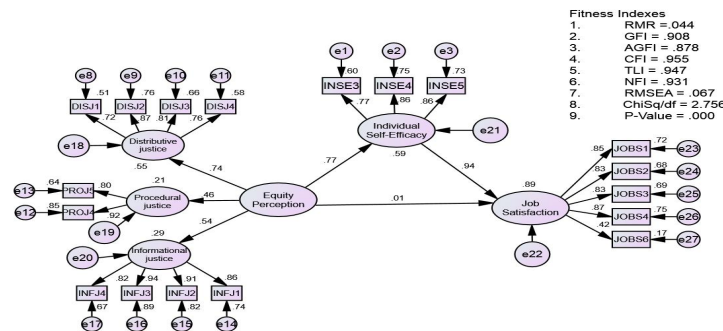 Fitness Indexes
1. RMR =.044
2. GFI = .908
3. AGFI = .878
4. CFI = .955
5. TLI = .947
6. NFI = .931
7. RMSEA = .067
8. ChiSq/df = 2.756
9. P-Value = .000
e1 e2 e3
.60 .75 .73
INSE3 INSE4 INSE5
.77 .86 .86
Individual
Self-Efficacy
.59
e21
e8 e9 e10 e11
.51 .76 .66 .58
DISJ1 DISJ2 DISJ3 DISJ4
.72 .87 .81 .76
e18
Distributive
justice
.55
.74
.77
.94
e13 .64 PROJ5 .80
e12 .85 PROJ4 .92
.21
Procedural
justice
e19
.46
Equity
Perception
.01
.54
.29
Informational
justice
e20
.82 .94 .91 .86
INFJ4 INFJ3 INFJ2 INFJ1
.67 .89 .82 .74
e17 e16 e15 e14
.89
Job
Satisfaction
e22
.85 JOBS1 .72 e23
.83 JOBS2 .68 e24
.83 JOBS3 .69 e25
.87 JOBS4 .75 e26
.42 JOBS6 .17 e27